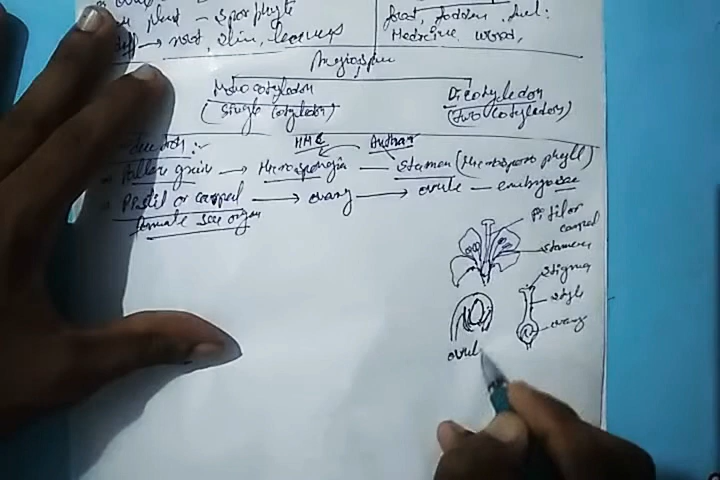 plant - sporophyte
→ root, stem, leaves
food, fodder, fuel:
Medicine, wood,
Angiosperm
Monocotyledon
(Single cotyledon)
Dicotyledon
(Two cotyledon)
MMC Anther
Pollen grain → Microsporangia — Stamen (Microsporophyll)
Pistil or carpel → ovary → ovule — embryosac
female sex organ
Pistil or carpel
stamens
stigma
style
ovary
ovul